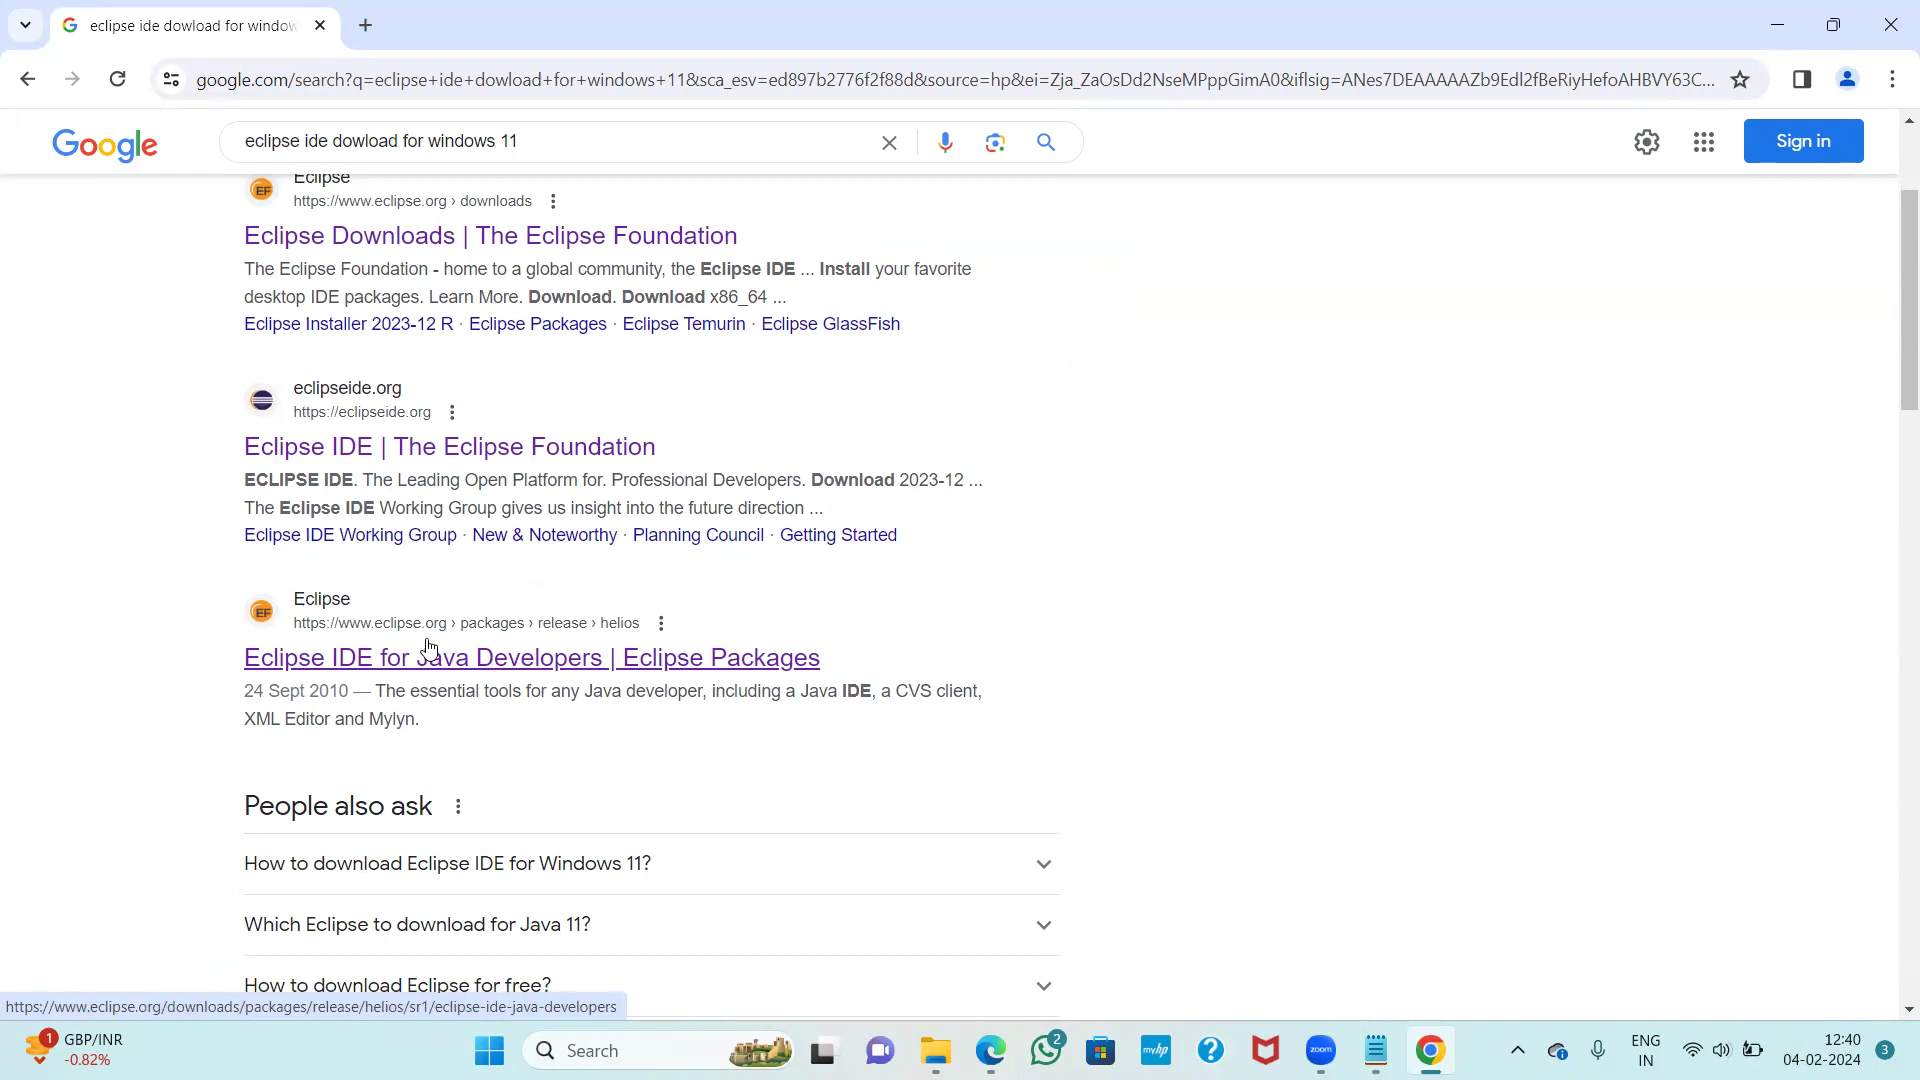 eclipse ide dowload for window
google.com/search?q=eclipse+ide+dowload+for+windows+11&sca_esv=ed897b2776f2f88d&source=hp&ei=Zja_ZaOsDd2NseMPppGimA0&iflsig=ANes7DEAAAAAZb9Edl2fBeRiyHefoAHBVY63C...
Google
eclipse ide dowload for windows 11
Sign in
EF
Eclipse
https://www.eclipse.org › downloads
Eclipse Downloads | The Eclipse Foundation
The Eclipse Foundation - home to a global community, the Eclipse IDE ... Install your favorite
desktop IDE packages. Learn More. Download. Download x86_64 ...
Eclipse Installer 2023-12 R · Eclipse Packages · Eclipse Temurin · Eclipse GlassFish
eclipseide.org
https://eclipseide.org
Eclipse IDE | The Eclipse Foundation
ECLIPSE IDE. The Leading Open Platform for. Professional Developers. Download 2023-12 ...
The Eclipse IDE Working Group gives us insight into the future direction ...
Eclipse IDE Working Group · New & Noteworthy · Planning Council · Getting Started
EF
Eclipse
https://www.eclipse.org › packages › release › helios
Eclipse IDE for Java Developers | Eclipse Packages
24 Sept 2010 — The essential tools for any Java developer, including a Java IDE, a CVS client,
XML Editor and Mylyn.
People also ask
How to download Eclipse IDE for Windows 11?
Which Eclipse to download for Java 11?
How to download Eclipse for free?
https://www.eclipse.org/downloads/packages/release/helios/sr1/eclipse-ide-java-developers
1
GBP/INR
-0.82%
Search
2
myhp
zoom
ENG
IN
12:40
04-02-2024
3